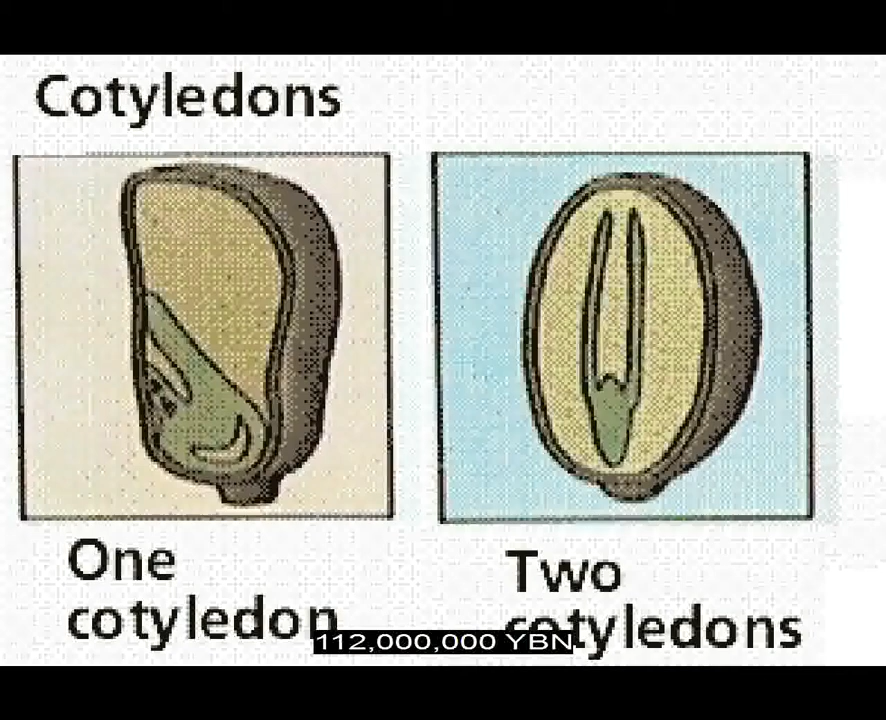 Cotyledons
One
cotyledon
Two
cotyledons
112,000,000 YBN